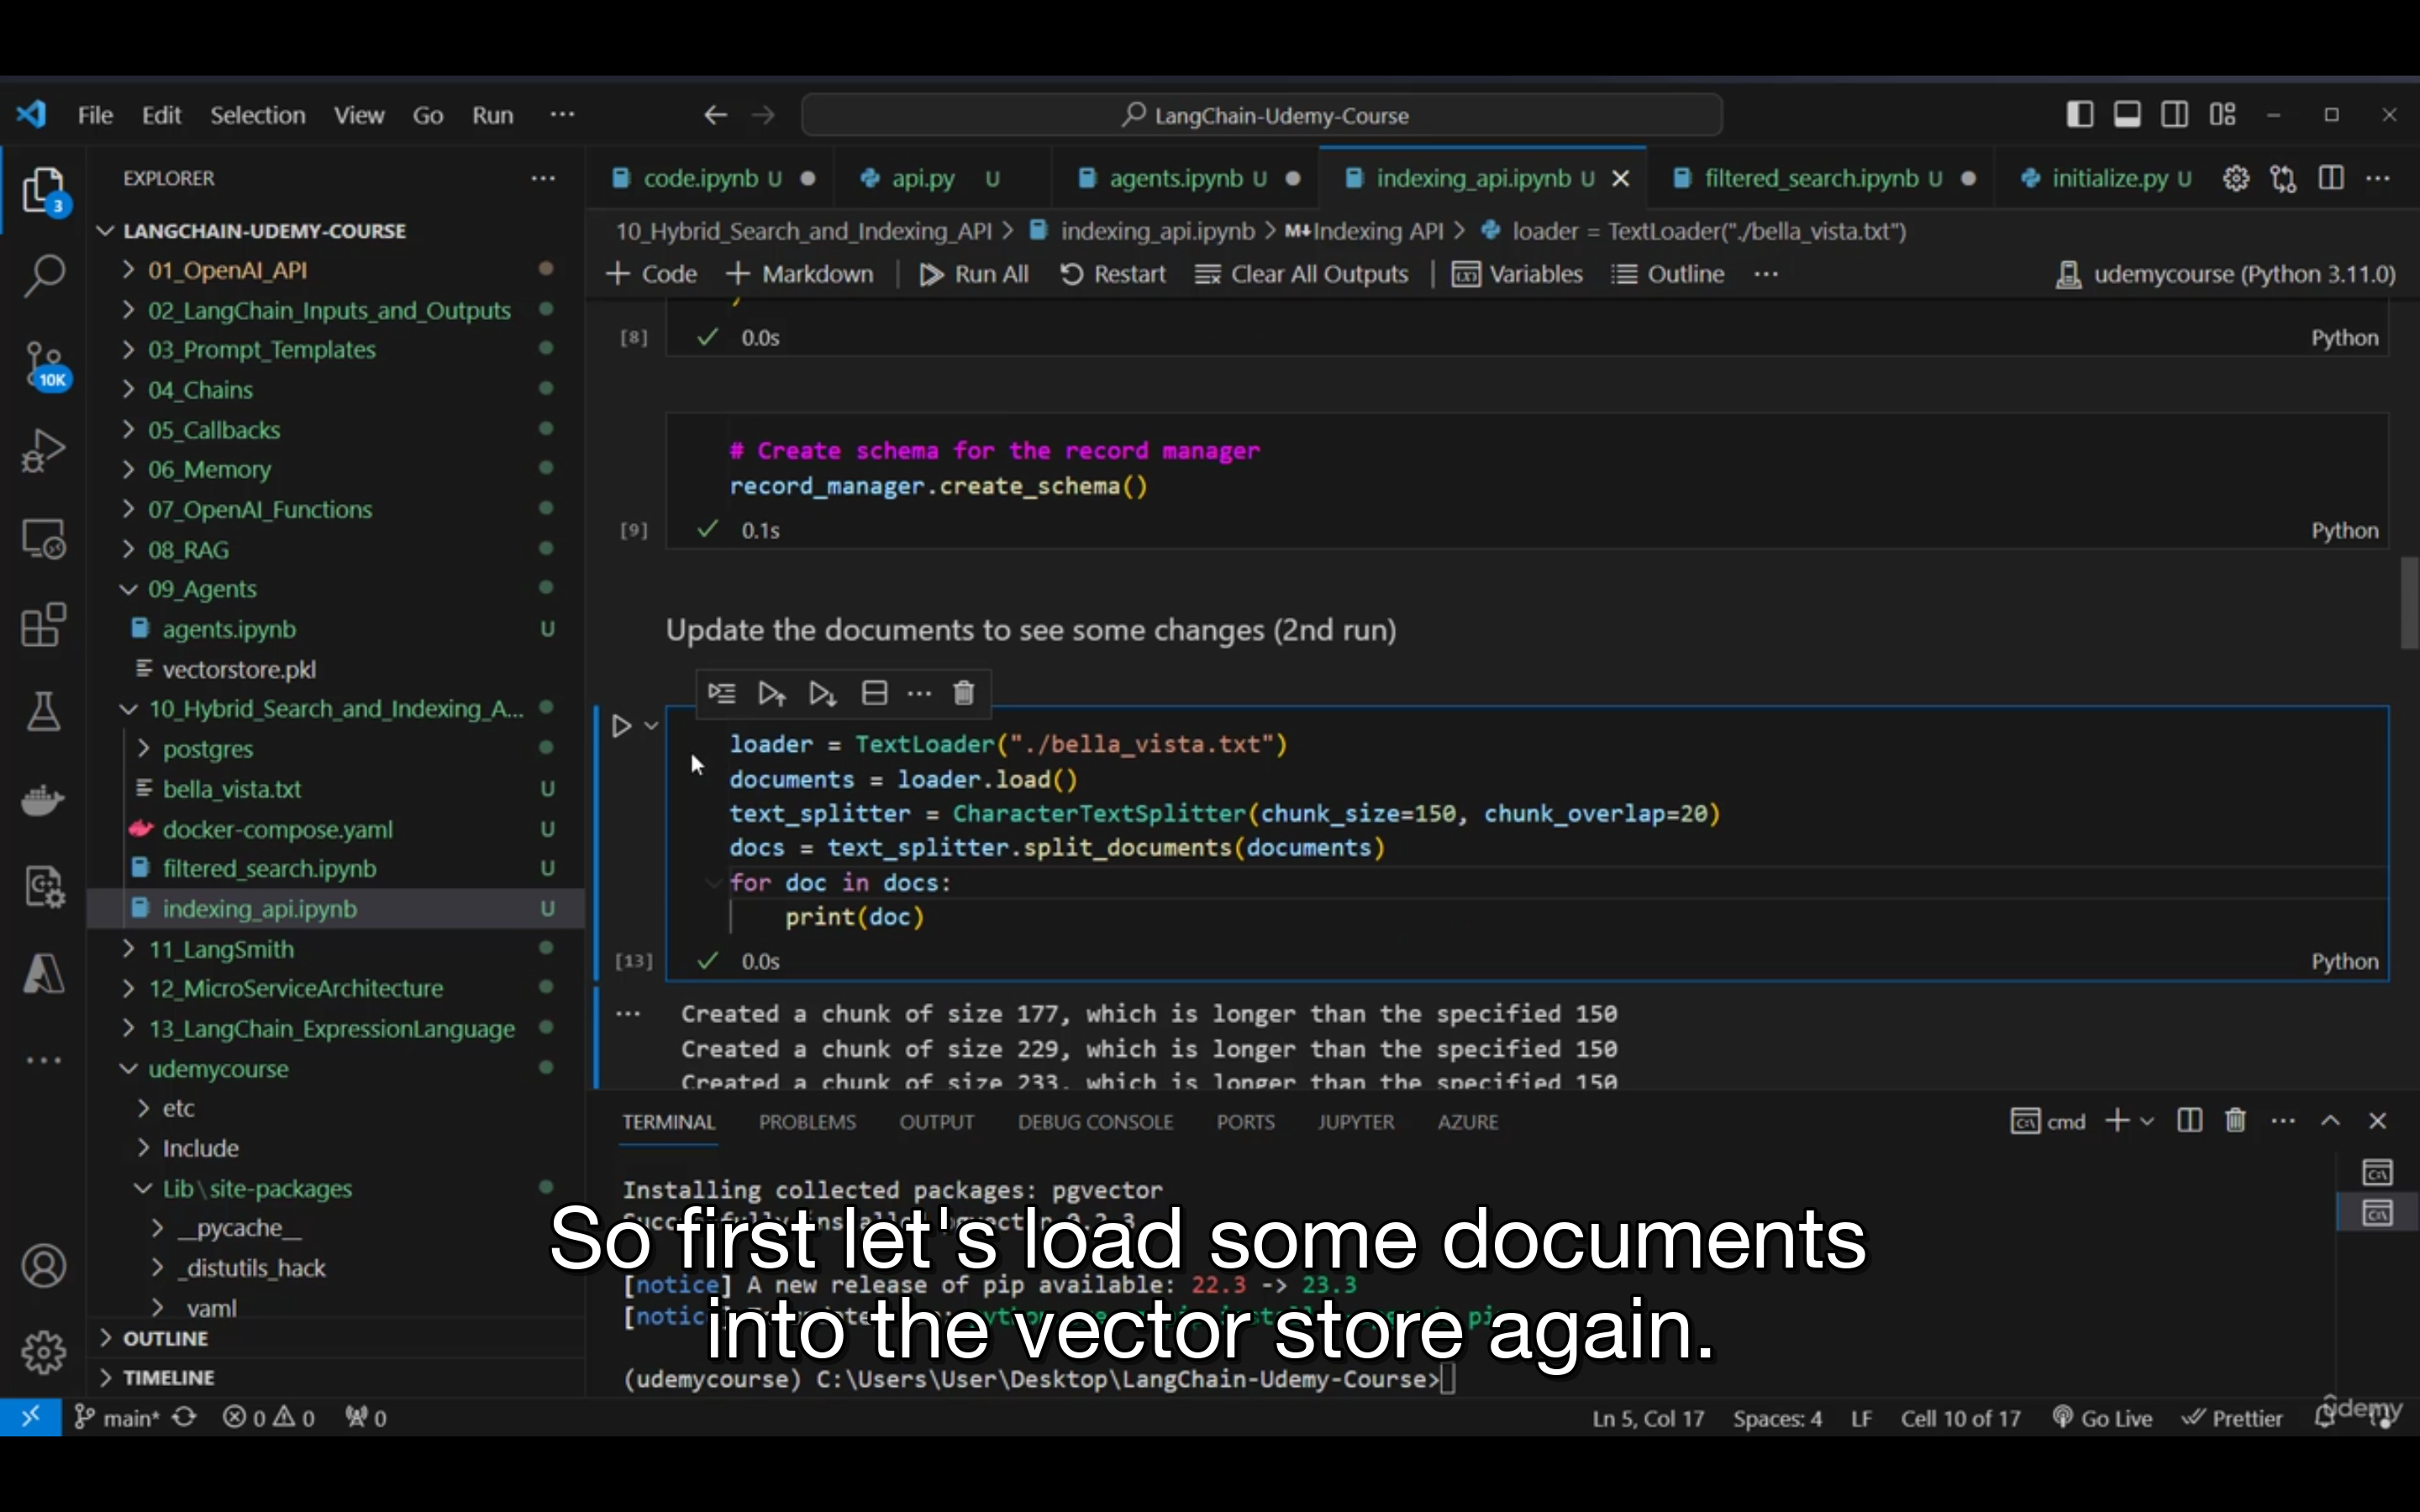 File Edit Selection View Go Run ··· LangChain-Udemy-Course
EXPLORER ···
3
10K
LANGCHAIN-UDEMY-COURSE
01_OpenAI_API
02_LangChain_Inputs_and_Outputs
03_Prompt_Templates
04_Chains
05_Callbacks
06_Memory
07_OpenAI_Functions
08_RAG
09_Agents
agents.ipynb U
vectorstore.pkl
10_Hybrid_Search_and_Indexing_A...
postgres
bella_vista.txt U
docker-compose.yaml U
filtered_search.ipynb U
indexing_api.ipynb U
11_LangSmith
12_MicroServiceArchitecture
13_LangChain_ExpressionLanguage
udemycourse
etc
Include
Lib\site-packages
__pycache__
_distutils_hack
yaml
OUTLINE
TIMELINE
code.ipynb U api.py U agents.ipynb U indexing_api.ipynb U filtered_search.ipynb U initialize.py U
10_Hybrid_Search_and_Indexing_API > indexing_api.ipynb > M↓Indexing API > loader = TextLoader("./bella_vista.txt")
+ Code + Markdown Run All Restart Clear All Outputs Variables Outline ··· udemycourse (Python 3.11.0)
)
[8] 0.0s Python
# Create schema for the record manager
record_manager.create_schema()
[9] 0.1s Python
Update the documents to see some changes (2nd run)
loader = TextLoader("./bella_vista.txt")
documents = loader.load()
text_splitter = CharacterTextSplitter(chunk_size=150, chunk_overlap=20)
docs = text_splitter.split_documents(documents)
for doc in docs:
print(doc)
[13] 0.0s Python
Created a chunk of size 177, which is longer than the specified 150
Created a chunk of size 229, which is longer than the specified 150
Created a chunk of size 233, which is longer than the specified 150
TERMINAL PROBLEMS OUTPUT DEBUG CONSOLE PORTS JUPYTER AZURE cmd
Installing collected packages: pgvector
So first let's load some documents
[notice] A new release of pip available: 22.3 -> 23.3
into the vector store again.
(udemycourse) C:\Users\User\Desktop\LangChain-Udemy-Course>
main* 0 0 0 Ln 5, Col 17 Spaces: 4 LF Cell 10 of 17 Go Live Prettier
ûdemy